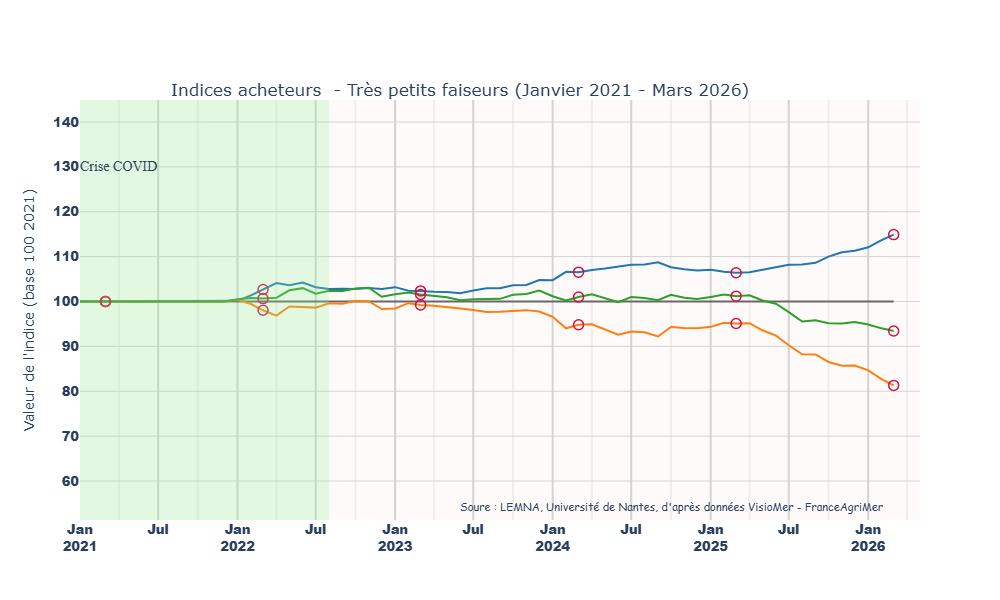 Indices acheteurs  - Très petits faiseurs (Janvier 2021 - Mars 2026)
Valeur de l'indice (base 100 2021)
140
130
120
110
100
90
80
70
60
Crise COVID
Soure : LEMNA, Université de Nantes, d'après données VisioMer - FranceAgriMer
Jan Jul Jan Jul Jan Jul Jan Jul Jan Jul Jan
2021 2022 2023 2024 2025 2026